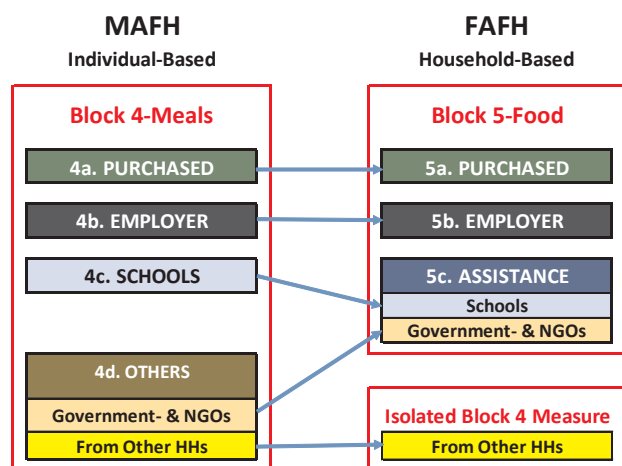 MAFH
Individual-Based
Block 4-Meals
4a. PURCHASED
4b. EMPLOYER
4c. SCHOOLS
4d. OTHERS
Government- & NGOs
From Other HHs
FAFH
Household-Based
Block 5-Food
5a. PURCHASED
5b. EMPLOYER
5c. ASSISTANCE
Schools
Government- & NGOs
Isolated Block 4 Measure
From Other HHs